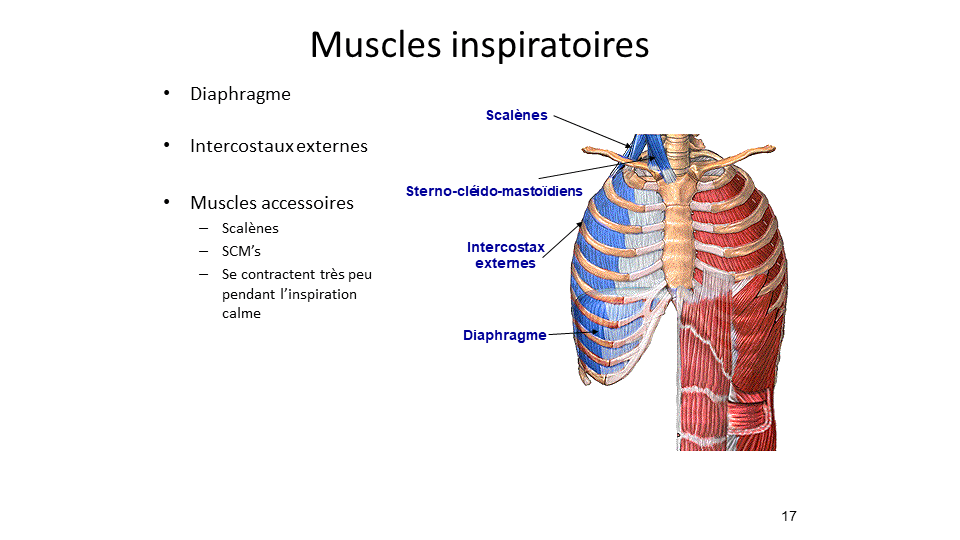 Muscles inspiratoires
• Diaphragme
• Intercostaux externes
• Muscles accessoires
– Scalènes
– SCM’s
– Se contractent très peu
pendant l’inspiration
calme
Scalènes
Sterno-cléido-mastoïdiens
Intercostax
externes
Diaphragme
17